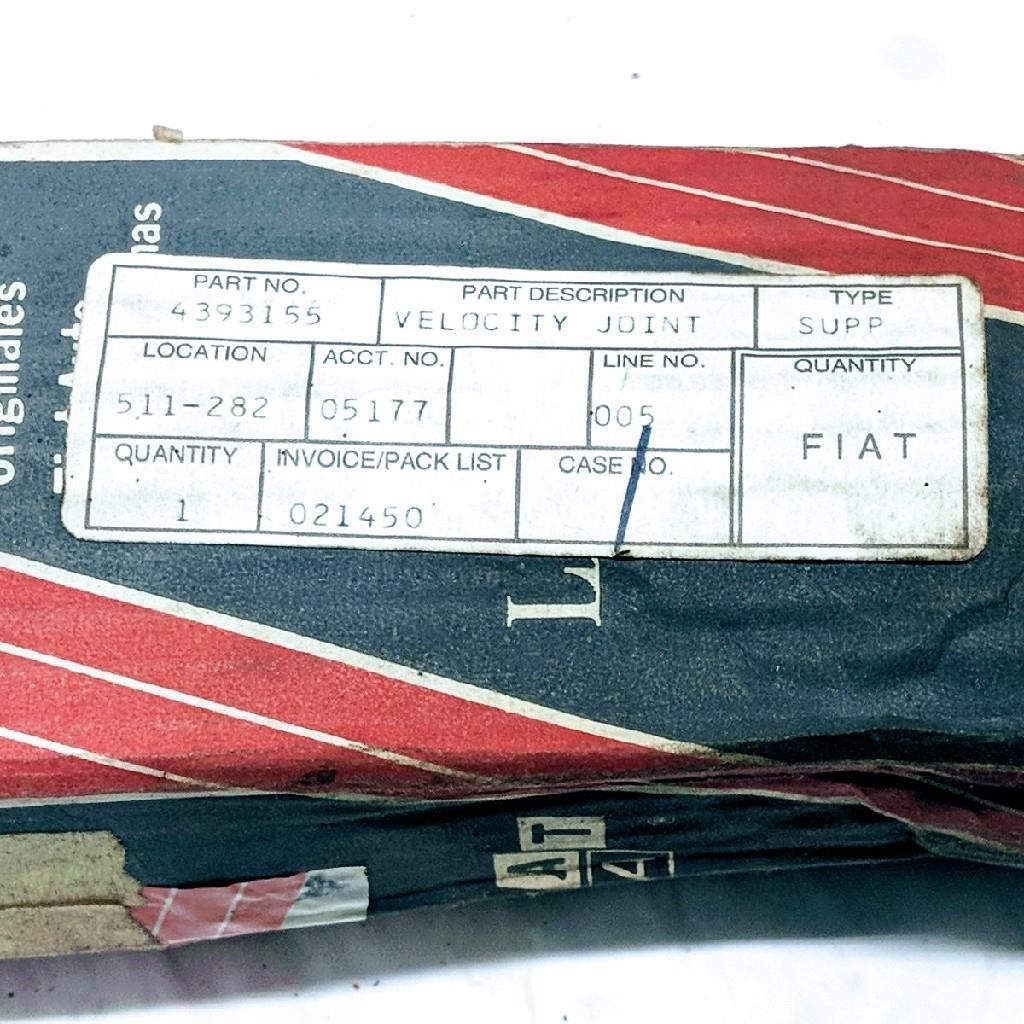 PART NO.
4393155
PART DESCRIPTION
VELOCITY JOINT
TYPE
SUPP
LOCATION
511-282
ACCT. NO.
05177
LINE NO.
005
QUANTITY
FIAT
QUANTITY
1
INVOICE/PACK LIST
021450
CASE NO.
L
A T